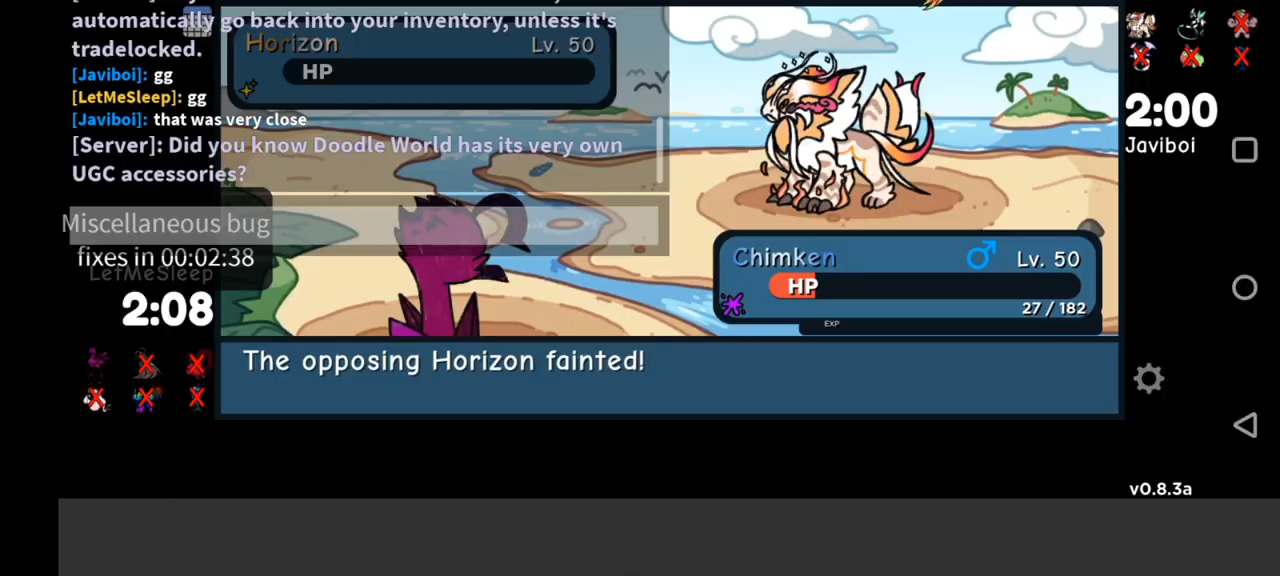 automatically go back into your inventory, unless it's
tradelocked.
[Javiboi]: gg
[LetMeSleep]: gg
[Javiboi]: that was very close
[Server]: Did you know Doodle World has its very own
UGC accessories?
Miscellaneous bug
fixes in 00:02:38
LetMeSleep
2:08
Horizon Lv. 50
HP
2:00
Javiboi
Chimken Lv. 50
HP
27 / 182
EXP
The opposing Horizon fainted!
v0.8.3a